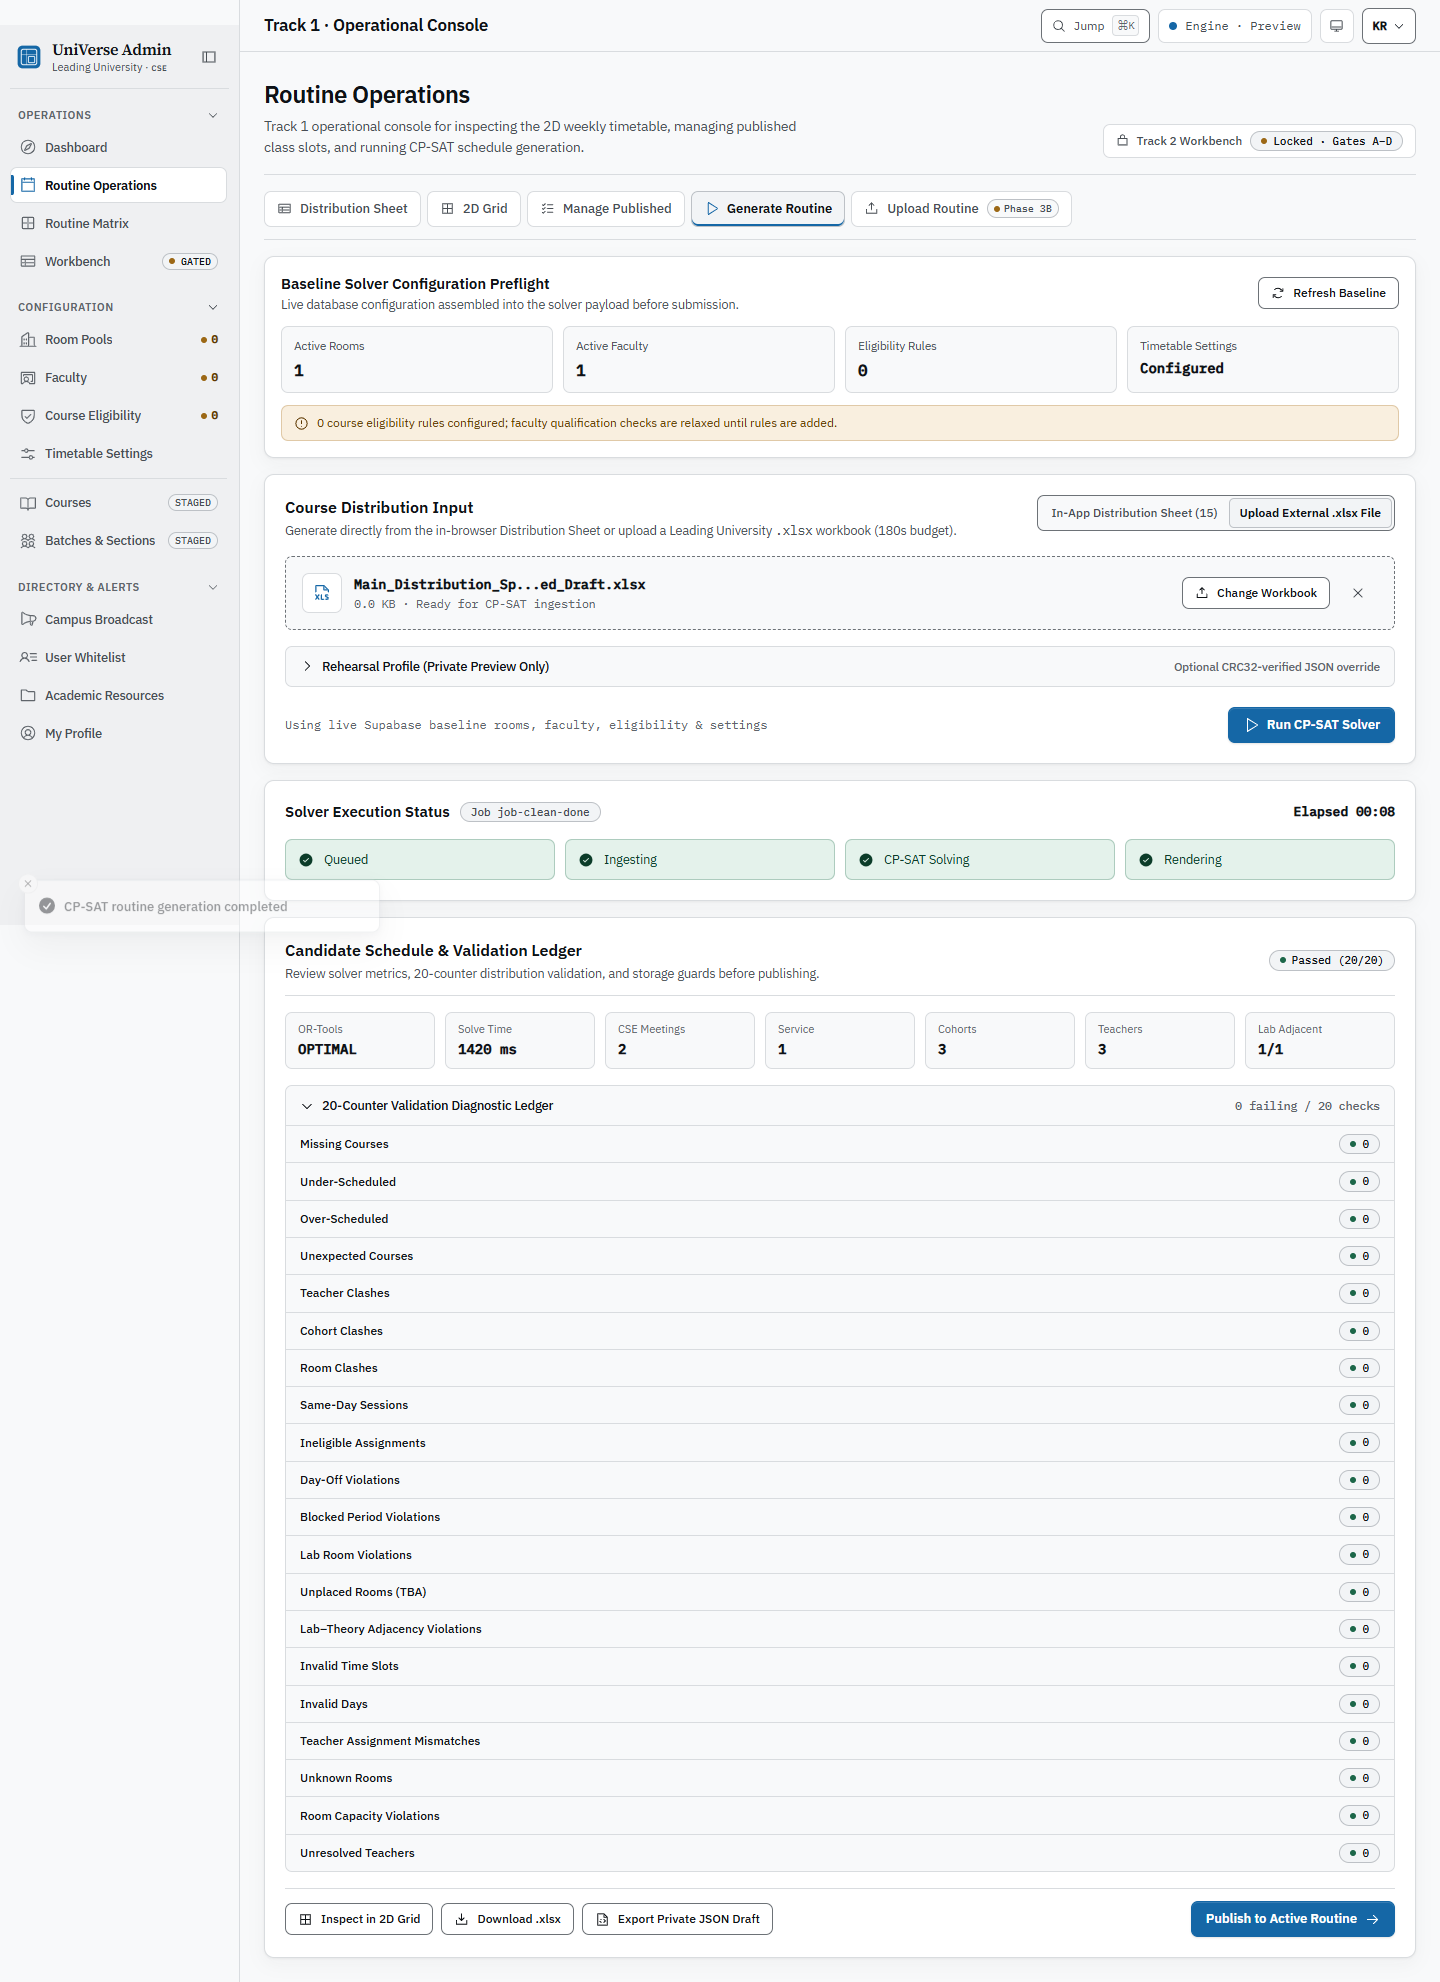 Track 1 · Operational Console
Jump ⌘K
Engine · Preview
KR
UniVerse Admin
Leading University · CSE
OPERATIONS
Dashboard
Routine Operations
Routine Matrix
Workbench GATED
CONFIGURATION
Room Pools 0
Faculty 0
Course Eligibility 0
Timetable Settings
Courses STAGED
Batches & Sections STAGED
DIRECTORY & ALERTS
Campus Broadcast
User Whitelist
Academic Resources
My Profile
Routine Operations
Track 1 operational console for inspecting the 2D weekly timetable, managing published
class slots, and running CP-SAT schedule generation.
Track 2 Workbench Locked · Gates A–D
Distribution Sheet
2D Grid
Manage Published
Generate Routine
Upload Routine Phase 3B
Baseline Solver Configuration Preflight
Live database configuration assembled into the solver payload before submission.
Refresh Baseline
Active Rooms
1
Active Faculty
1
Eligibility Rules
0
Timetable Settings
Configured
0 course eligibility rules configured; faculty qualification checks are relaxed until rules are added.
Course Distribution Input
Generate directly from the in-browser Distribution Sheet or upload a Leading University .xlsx workbook (180s budget).
In-App Distribution Sheet (15)
Upload External .xlsx File
XLS
Main_Distribution_Sp...ed_Draft.xlsx
0.0 KB · Ready for CP-SAT ingestion
Change Workbook
Rehearsal Profile (Private Preview Only)
Optional CRC32-verified JSON override
Using live Supabase baseline rooms, faculty, eligibility & settings
Run CP-SAT Solver
Solver Execution Status
Job job-clean-done
Elapsed 00:08
Queued
Ingesting
CP-SAT Solving
Rendering
CP-SAT routine generation completed
Candidate Schedule & Validation Ledger
Review solver metrics, 20-counter distribution validation, and storage guards before publishing.
Passed (20/20)
OR-Tools
OPTIMAL
Solve Time
1420 ms
CSE Meetings
2
Service
1
Cohorts
3
Teachers
3
Lab Adjacent
1/1
20-Counter Validation Diagnostic Ledger
0 failing / 20 checks
Missing Courses 0
Under-Scheduled 0
Over-Scheduled 0
Unexpected Courses 0
Teacher Clashes 0
Cohort Clashes 0
Room Clashes 0
Same-Day Sessions 0
Ineligible Assignments 0
Day-Off Violations 0
Blocked Period Violations 0
Lab Room Violations 0
Unplaced Rooms (TBA) 0
Lab–Theory Adjacency Violations 0
Invalid Time Slots 0
Invalid Days 0
Teacher Assignment Mismatches 0
Unknown Rooms 0
Room Capacity Violations 0
Unresolved Teachers 0
Inspect in 2D Grid
Download .xlsx
Export Private JSON Draft
Publish to Active Routine